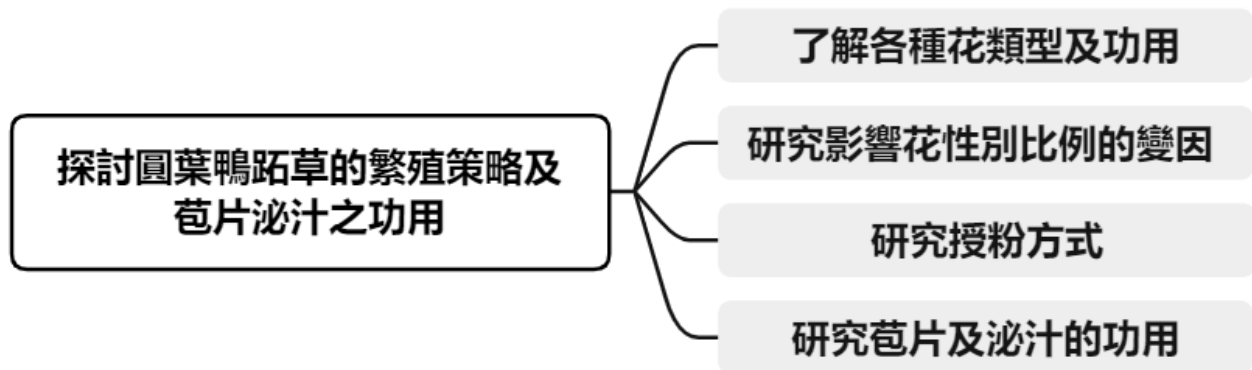 探討圓葉鴨跖草的繁殖策略及
苞片泌汁之功用
了解各種花類型及功用
研究影響花性別比例的變因
研究授粉方式
研究苞片及泌汁的功用